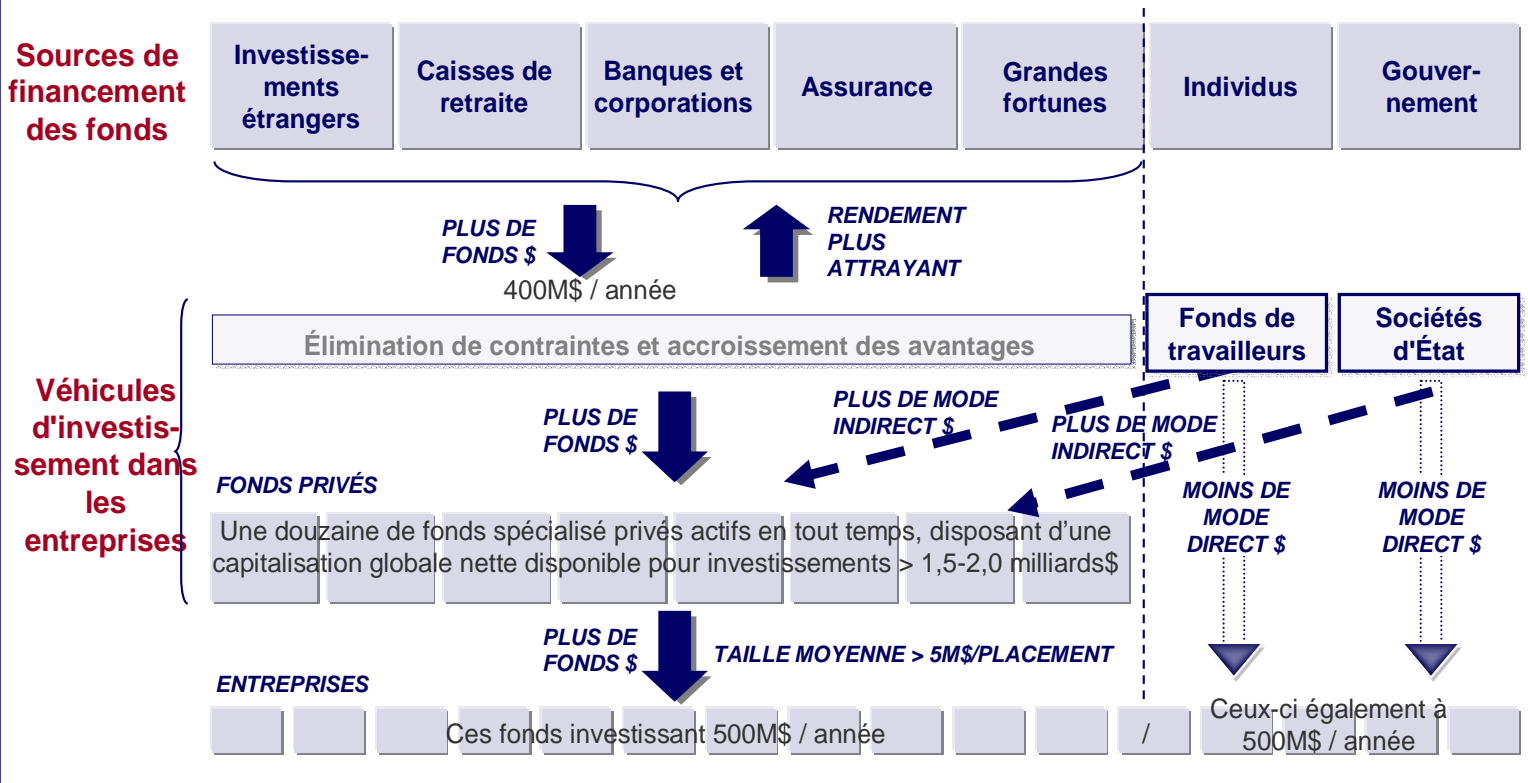 Sources de
financement
des fonds
Investisse-
ments
étrangers
Caisses de
retraite
Banques et
corporations
Assurance
Grandes
fortunes
Individus
Gouver-
nement
PLUS DE
FONDS $
RENDEMENT
PLUS
ATTRAYANT
400M$ / année
Élimination de contraintes et accroissement des avantages
Fonds de
travailleurs
Sociétés
d'État
Véhicules
d'investis-
sement dans
les
entreprises
PLUS DE
FONDS $
PLUS DE MODE
INDIRECT $
PLUS DE MODE
INDIRECT $
MOINS DE
MODE
DIRECT $
MOINS DE
MODE
DIRECT $
FONDS PRIVÉS
Une douzaine de fonds spécialisé privés actifs en tout temps, disposant d’une
capitalisation globale nette disponible pour investissements > 1,5-2,0 milliards$
PLUS DE
FONDS $
TAILLE MOYENNE > 5M$/PLACEMENT
ENTREPRISES
Ces fonds investissant 500M$ / année
/
Ceux-ci également à
500M$ / année